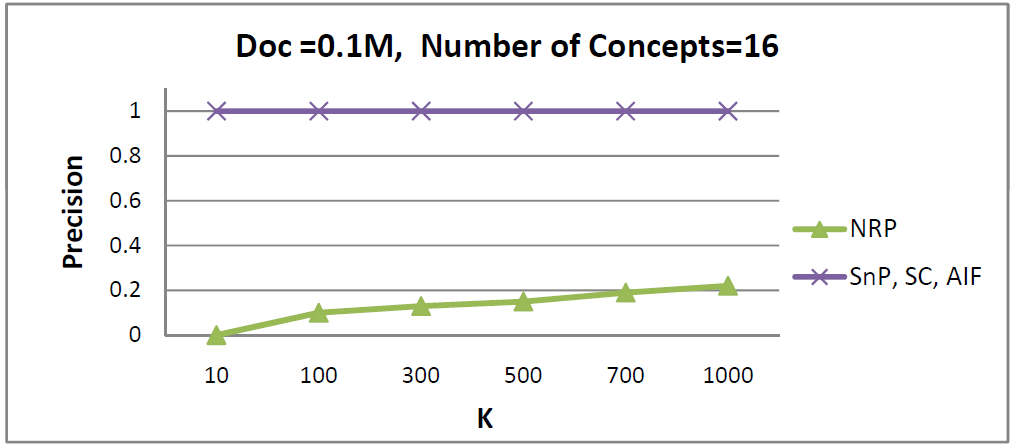 Doc =0.1M, Number of Concepts=16
1
0.8
0.6
0.4
0.2
0
Precision
10 100 300 500 700 1000
K
NRP
SnP, SC, AIF